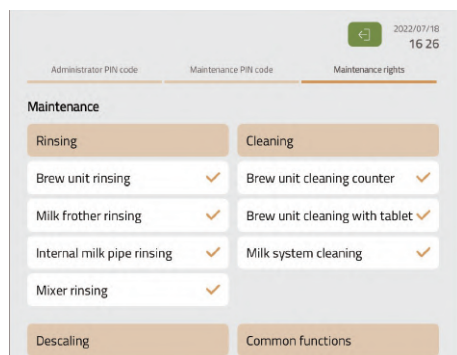 2022/07/18
16 26
Administrator PIN code
Maintenance PIN code
Maintenance rights
Maintenance
Rinsing
Cleaning
Brew unit rinsing
Brew unit cleaning counter
Milk frother rinsing
Brew unit cleaning with tablet
Internal milk pipe rinsing
Milk system cleaning
Mixer rinsing
Descaling
Common functions